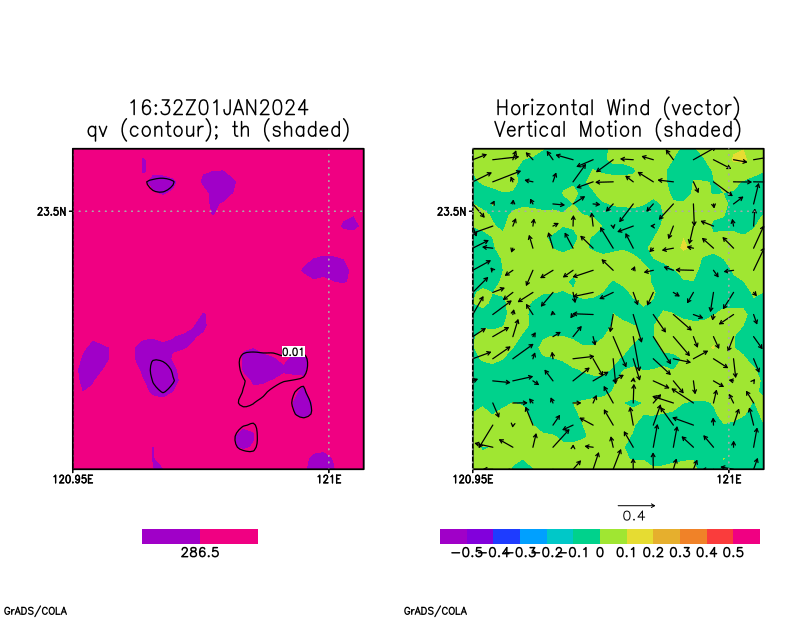 16:32Z01JAN2024
qv (contour); th (shaded)
23.5N
0.01
120.95E
121E
286.5
GrADS/COLA
Horizontal Wind (vector)
Vertical Motion (shaded)
23.5N
120.95E
121E
0.4
-0.5 -0.4 -0.3 -0.2 -0.1 0 0.1 0.2 0.3 0.4 0.5
GrADS/COLA